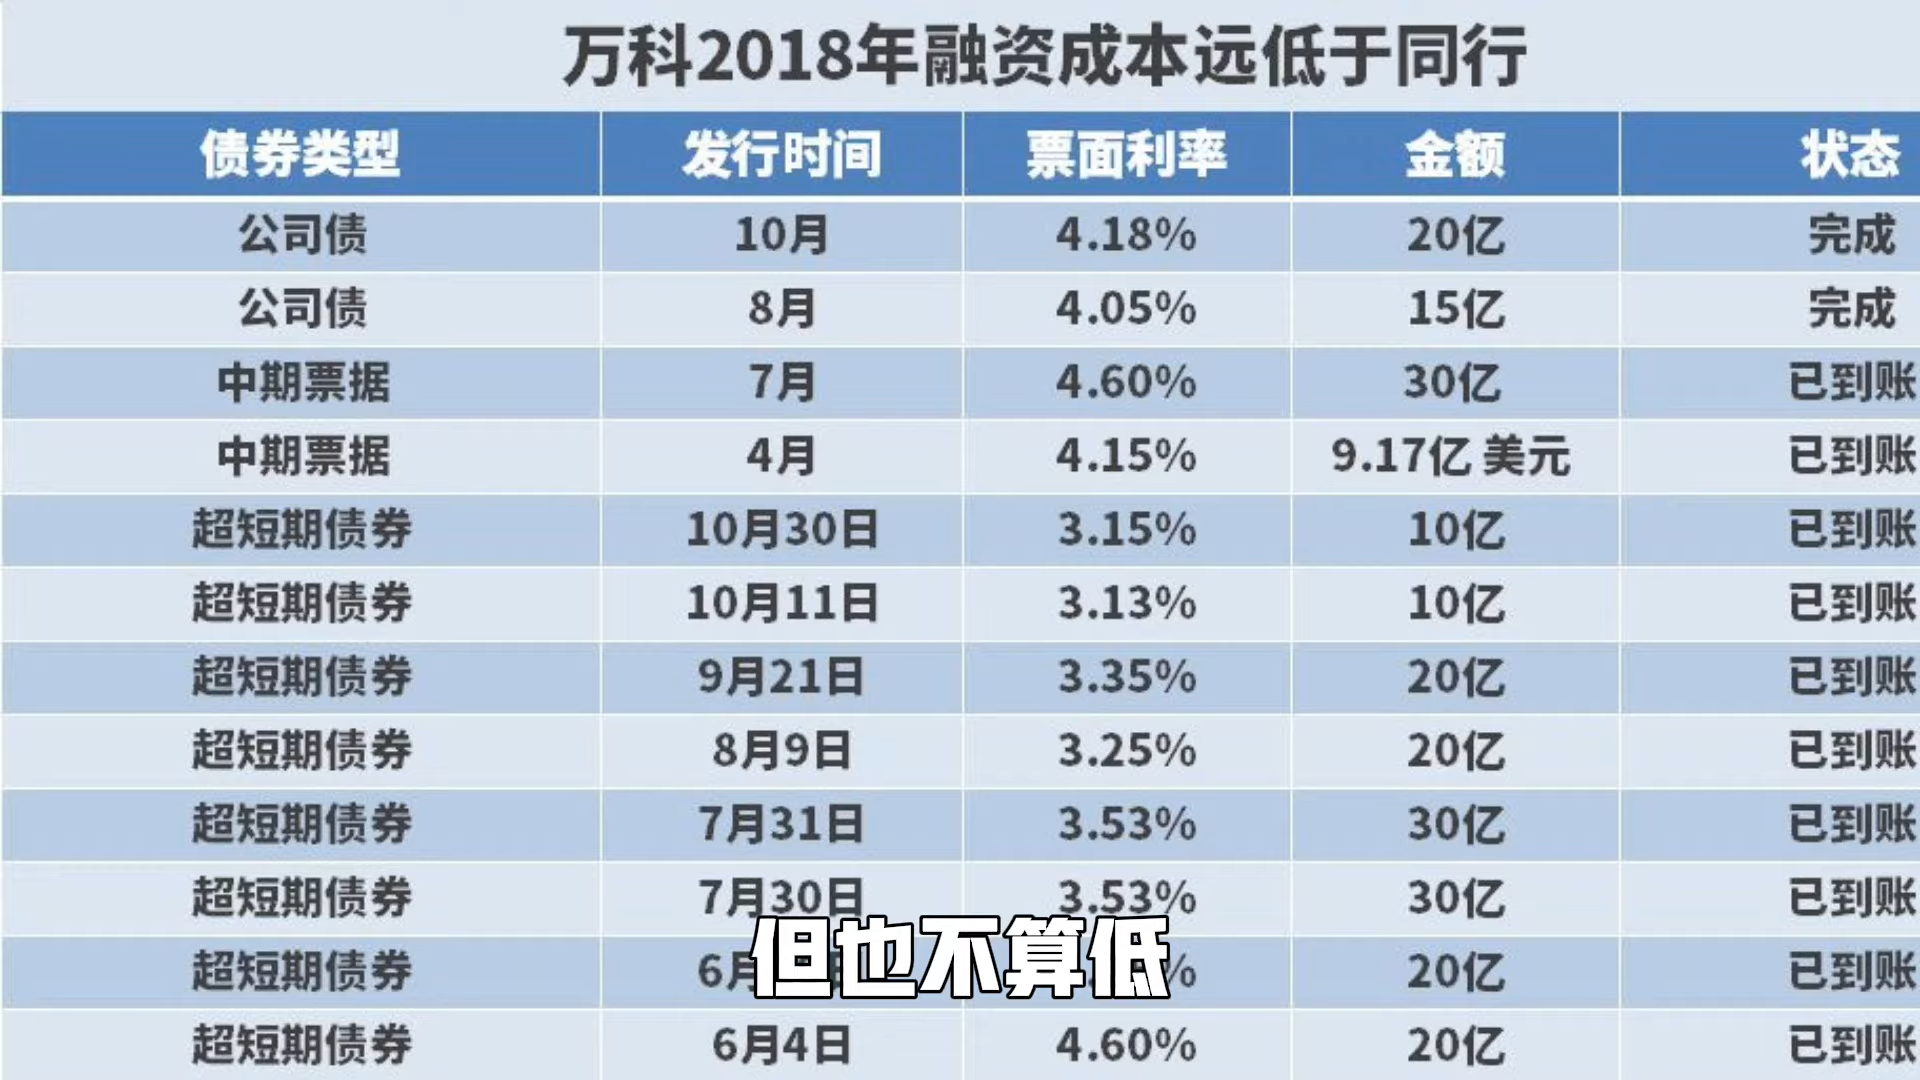 万科2018年融资成本远低于同行
债券类型 发行时间 票面利率 金额 状态
公司债 10月 4.18% 20亿 完成
公司债 8月 4.05% 15亿 完成
中期票据 7月 4.60% 30亿 已到账
中期票据 4月 4.15% 9.17亿 美元 已到账
超短期债券 10月30日 3.15% 10亿 已到账
超短期债券 10月11日 3.13% 10亿 已到账
超短期债券 9月21日 3.35% 20亿 已到账
超短期债券 8月9日 3.25% 20亿 已到账
超短期债券 7月31日 3.53% 30亿 已到账
超短期债券 7月30日 3.53% 30亿 已到账
但也不算低
超短期债券 6月 % 20亿 已到账
超短期债券 6月4日 4.60% 20亿 已到账